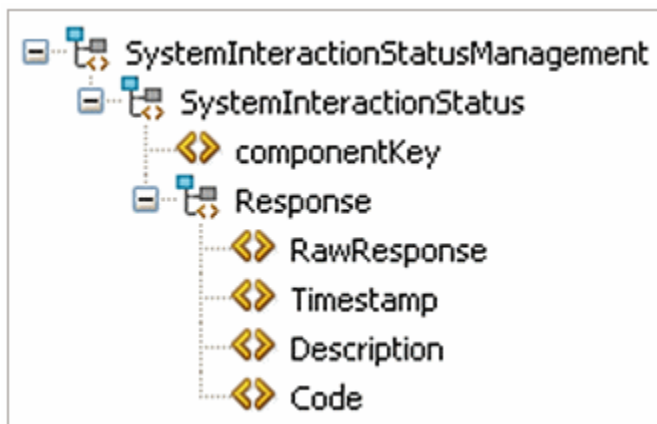 SystemInteractionStatusManagement
SystemInteractionStatus
componentKey
Response
RawResponse
Timestamp
Description
Code